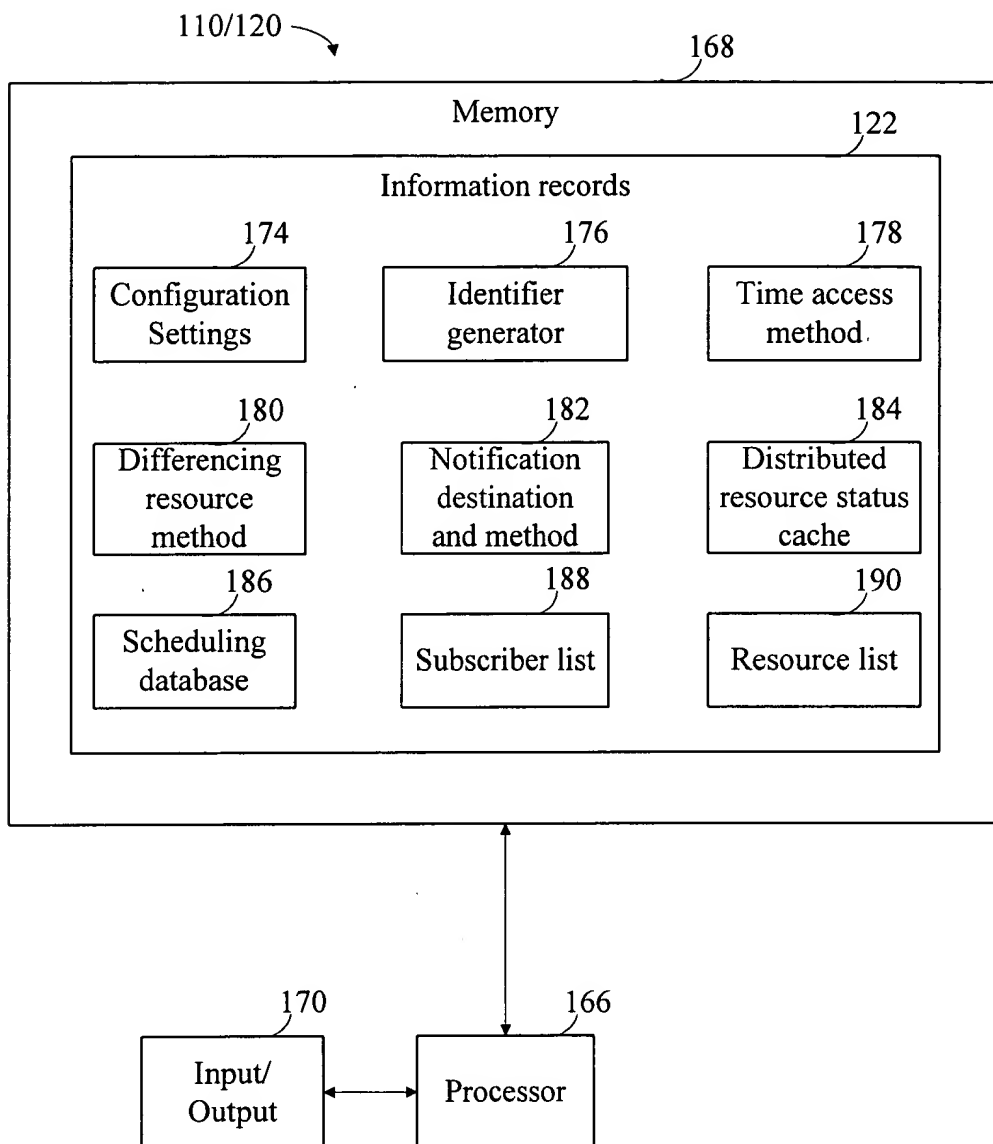 110/120
168
Memory
122
Information records
174
176
178
Configuration
Settings
Identifier
generator
Time access
method
180
182
184
Differencing
resource
method
Notification
destination
and method
Distributed
resource status
cache
186
188
190
Scheduling
database
Subscriber list
Resource list
170
166
Input/
Output
Processor